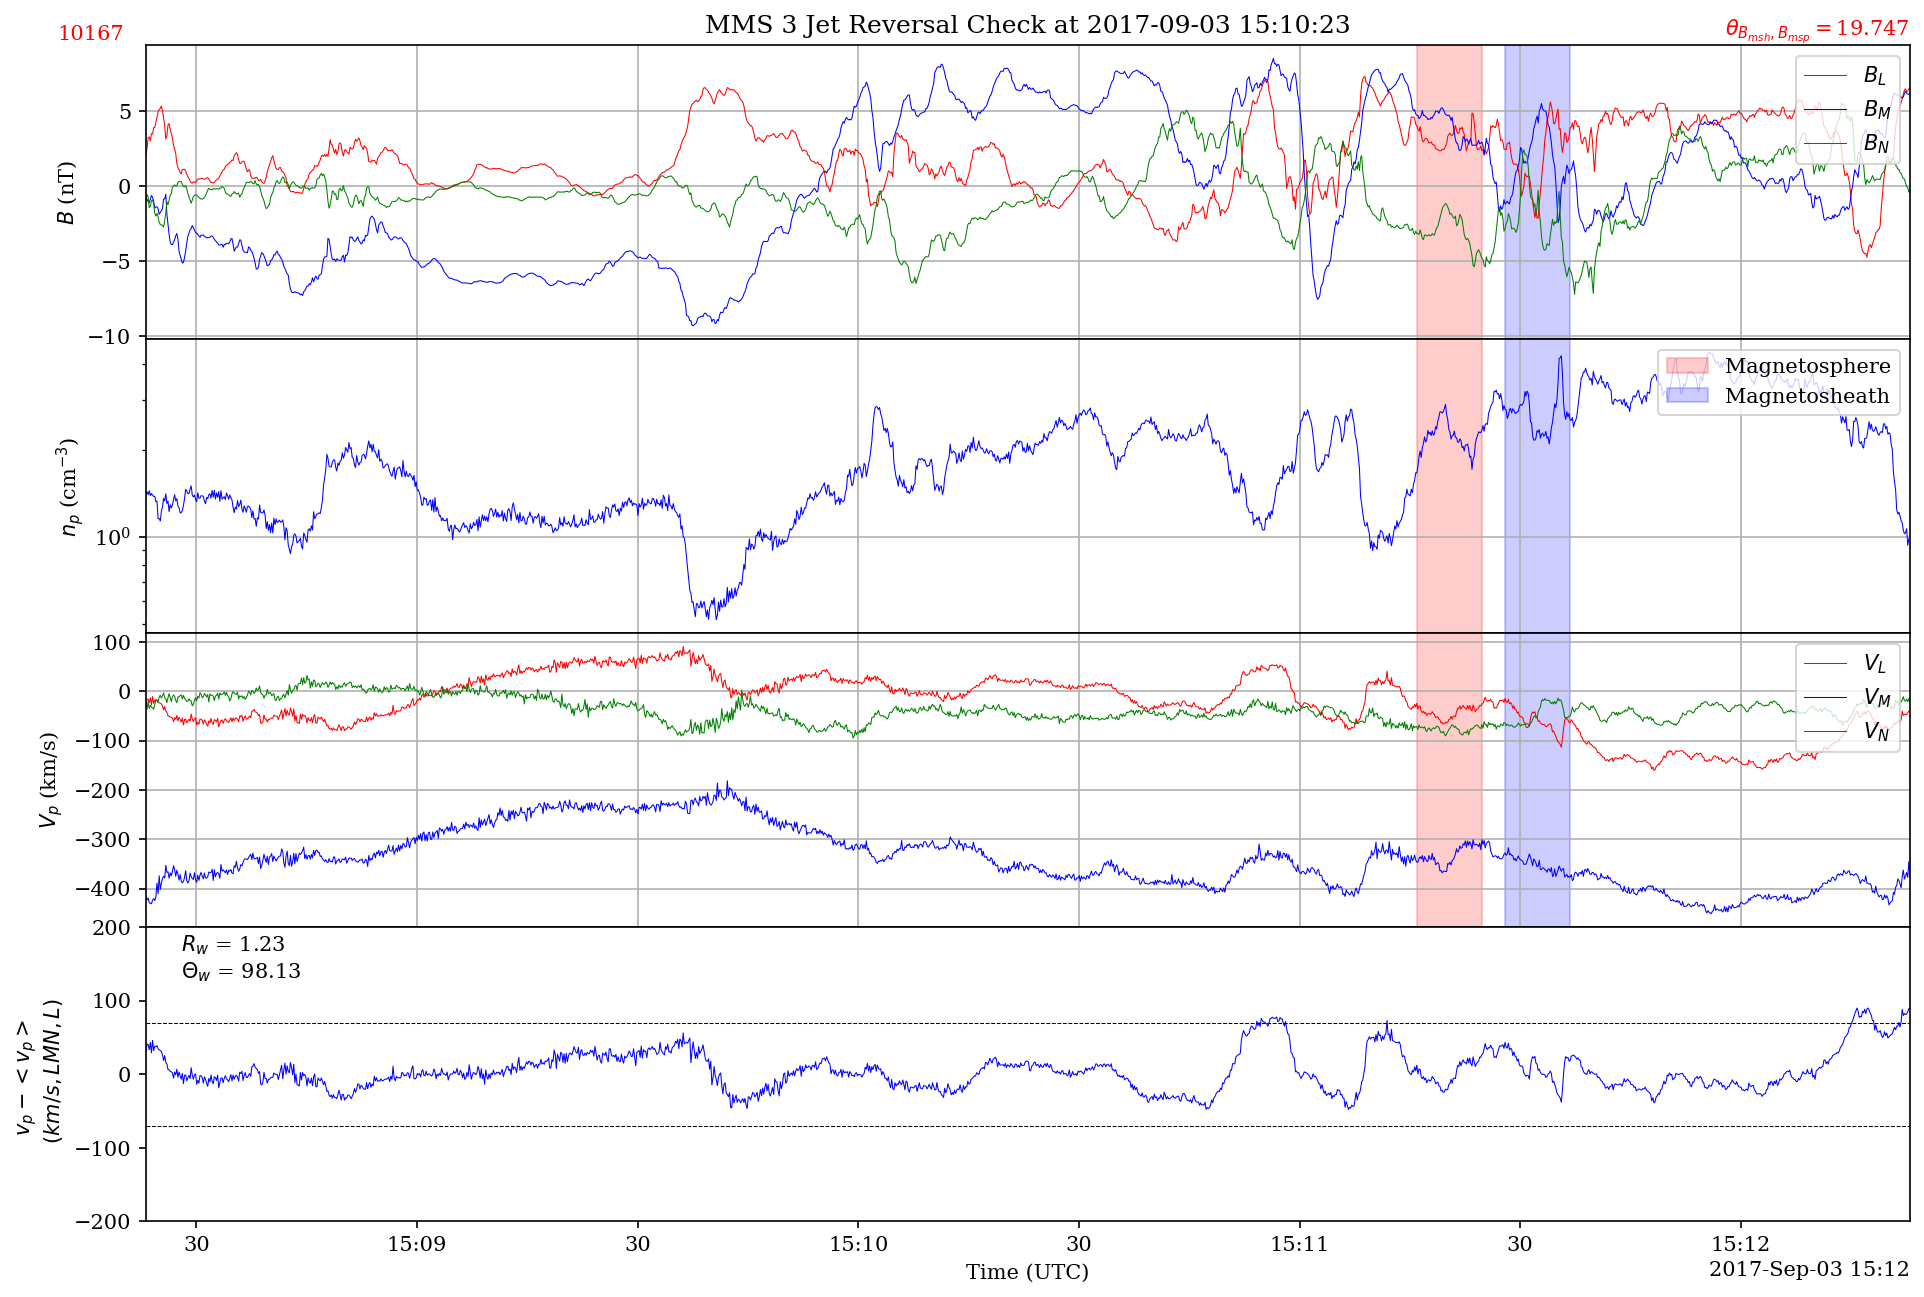 10167
MMS 3 Jet Reversal Check at 2017-09-03 15:10:23
θ_{B_{msh}, B_{msp}} = 19.747
B (nT)
5
0
−5
−10
B_L
B_M
B_N
n_p (cm^{−3})
10^0
Magnetosphere
Magnetosheath
V_p (km/s)
100
0
−100
−200
−300
−400
V_L
V_M
V_N
v_p − < v_p >
(km/s, LMN, L)
200
100
0
−100
−200
R_w = 1.23
Θ_w = 98.13
30
15:09
30
15:10
30
15:11
30
15:12
Time (UTC)
2017-Sep-03 15:12